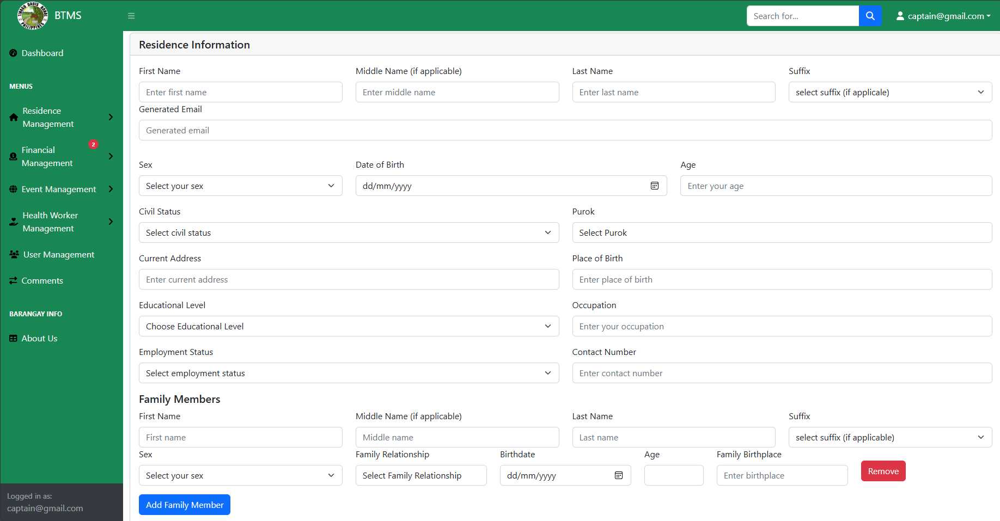 TINAGO DAUIS BOHOL
PHILIPPINES
BTMS
Search for...
captain@gmail.com
Dashboard
MENUS
Residence
Management
Financial
Management
2
Event Management
Health Worker
Management
User Management
Comments
BARANGAY INFO
About Us
Logged in as:
captain@gmail.com
Residence Information
First Name
Middle Name (if applicable)
Last Name
Suffix
Enter first name
Enter middle name
Enter last name
select suffix (if applicale)
Generated Email
Generated email
Sex
Date of Birth
Age
Select your sex
dd/mm/yyyy
Enter your age
Civil Status
Purok
Select civil status
Select Purok
Current Address
Place of Birth
Enter current address
Enter place of birth
Educational Level
Occupation
Choose Educational Level
Enter your occupation
Employment Status
Contact Number
Select employment status
Enter contact number
Family Members
First Name
Middle Name (if applicable)
Last Name
Suffix
First name
Middle name
Last name
select suffix (if applicable)
Sex
Family Relationship
Birthdate
Age
Family Birthplace
Select your sex
Select Family Relationship
dd/mm/yyyy
Enter birthplace
Remove
Add Family Member